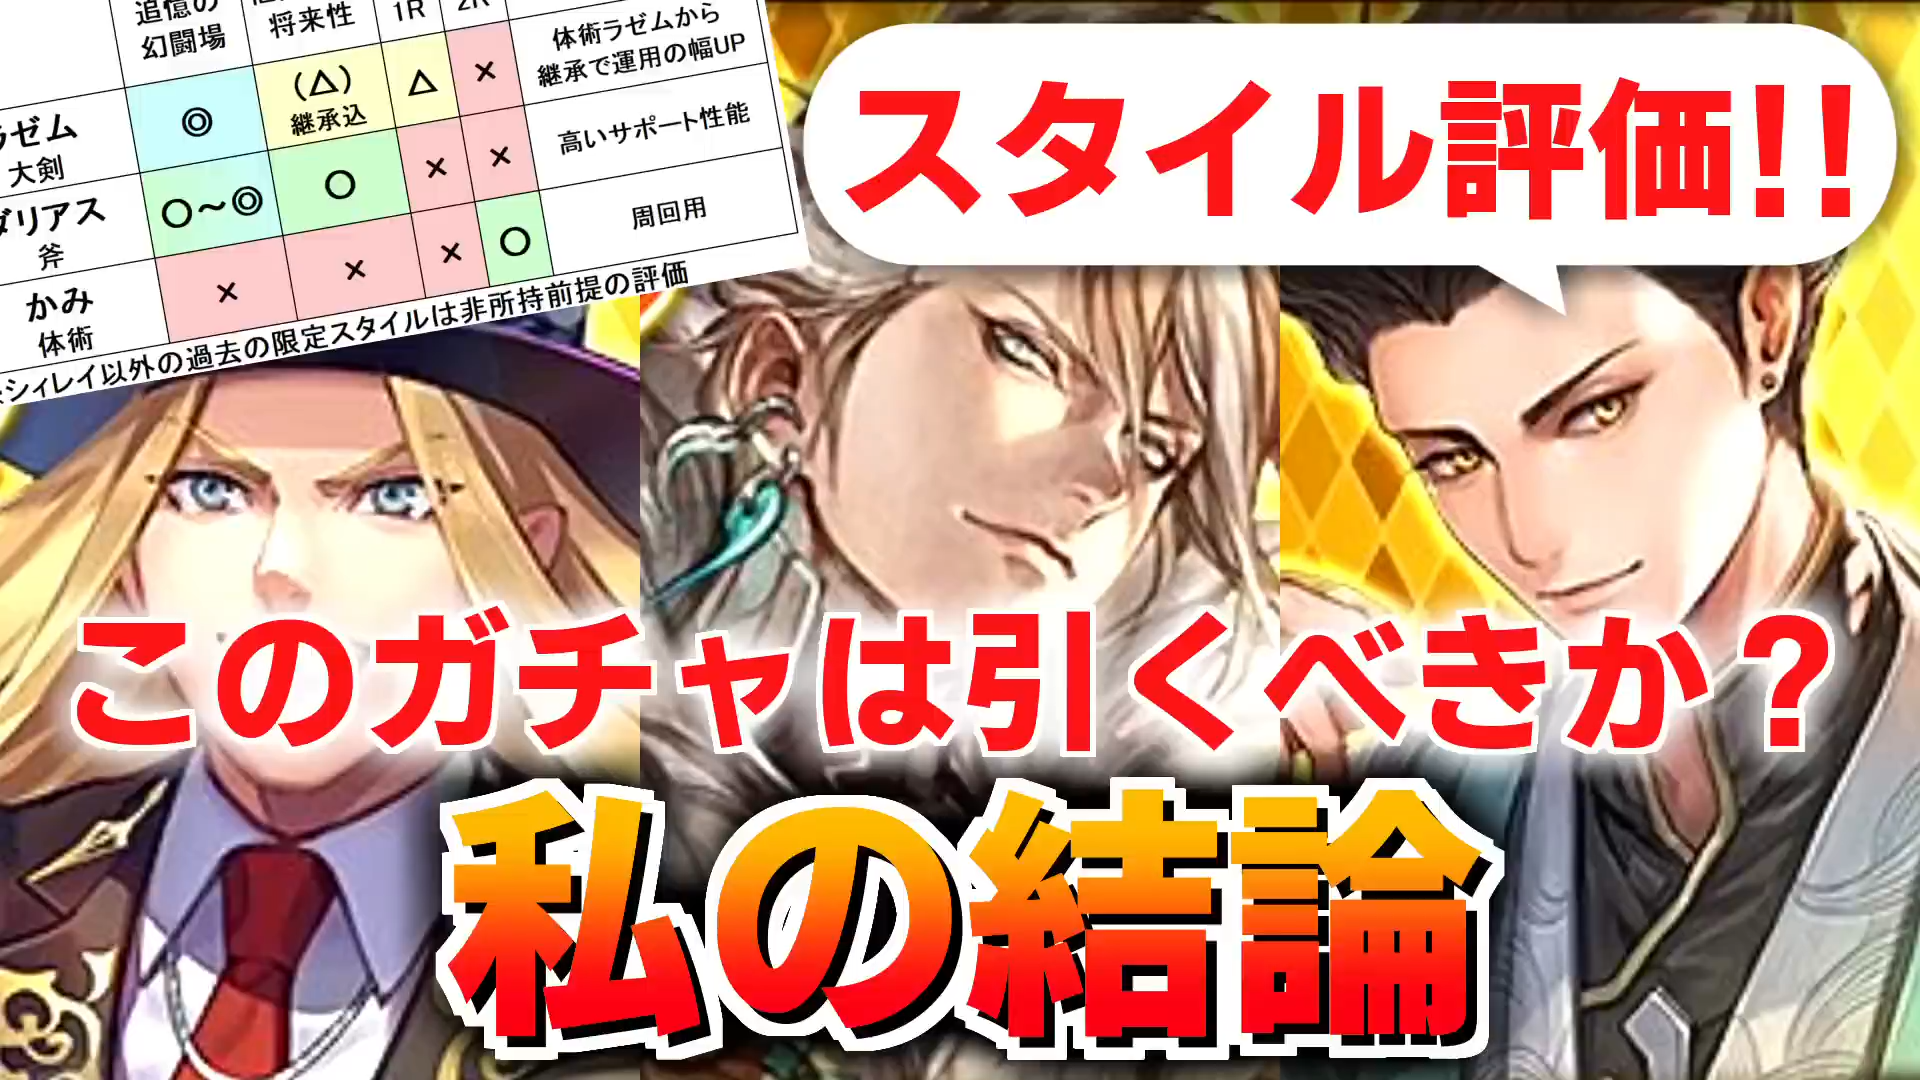 追憶の
幻闘場
将来性
1R
2R
ラゼム
大剣
◎
(△)
継承込
△
×
体術ラゼムから
継承で運用の幅UP
ダリアス
斧
○～◎
○
×
×
高いサポート性能
かみ
体術
×
×
×
○
周回用
シィレイ以外の過去の限定スタイルは非所持前提の評価
スタイル評価!!
このガチャは引くべきか？
私の結論